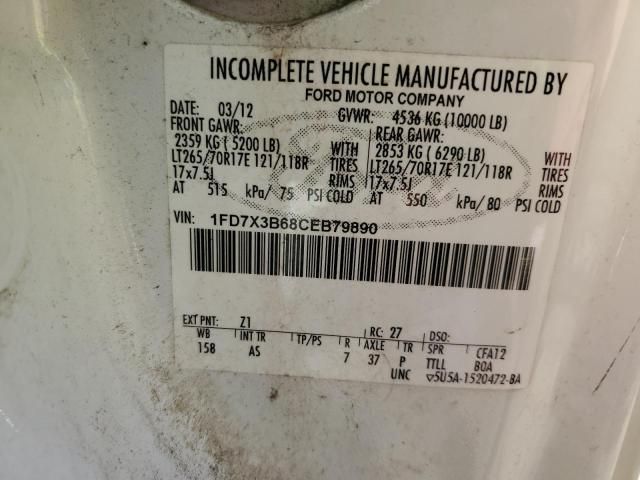 INCOMPLETE VEHICLE MANUFACTURED BY
FORD MOTOR COMPANY
DATE: 03/12 GVWR: 4536 KG (10000 LB)
FRONT GAWR: REAR GAWR:
2359 KG ( 5200 LB) WITH 2853 KG ( 6290 LB) WITH
LT265/70R17E 121/118R TIRES LT265/70R17E 121/118R TIRES
17x7.5J RIMS 17x7.5J RIMS
AT 515 kPa/ 75 PSI COLD AT 550 kPa/ 80 PSI COLD
VIN: 1FD7X3B68CEB79890
EXT PNT: Z1 RC: 27 DSO:
WB INT TR TP/PS R AXLE TR SPR CFA12
158 AS 7 37 P TTLL BOA
UNC ▽5U5A-1520472-BA